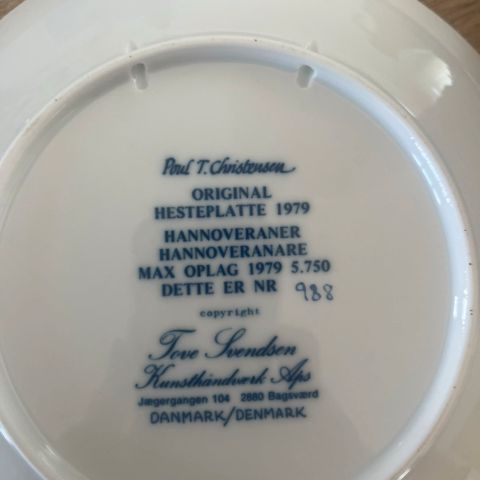 Poul T. Christensen
ORIGINAL
HESTEPLATTE 1979
HANNOVERANER
HANNOVERANARE
MAX OPLAG 1979 5.750
DETTE ER NR 988
copyright
Tove Svendsen
Kunsthåndværk Aps
Jægergangen 104 2880 Bagsværd
DANMARK/DENMARK